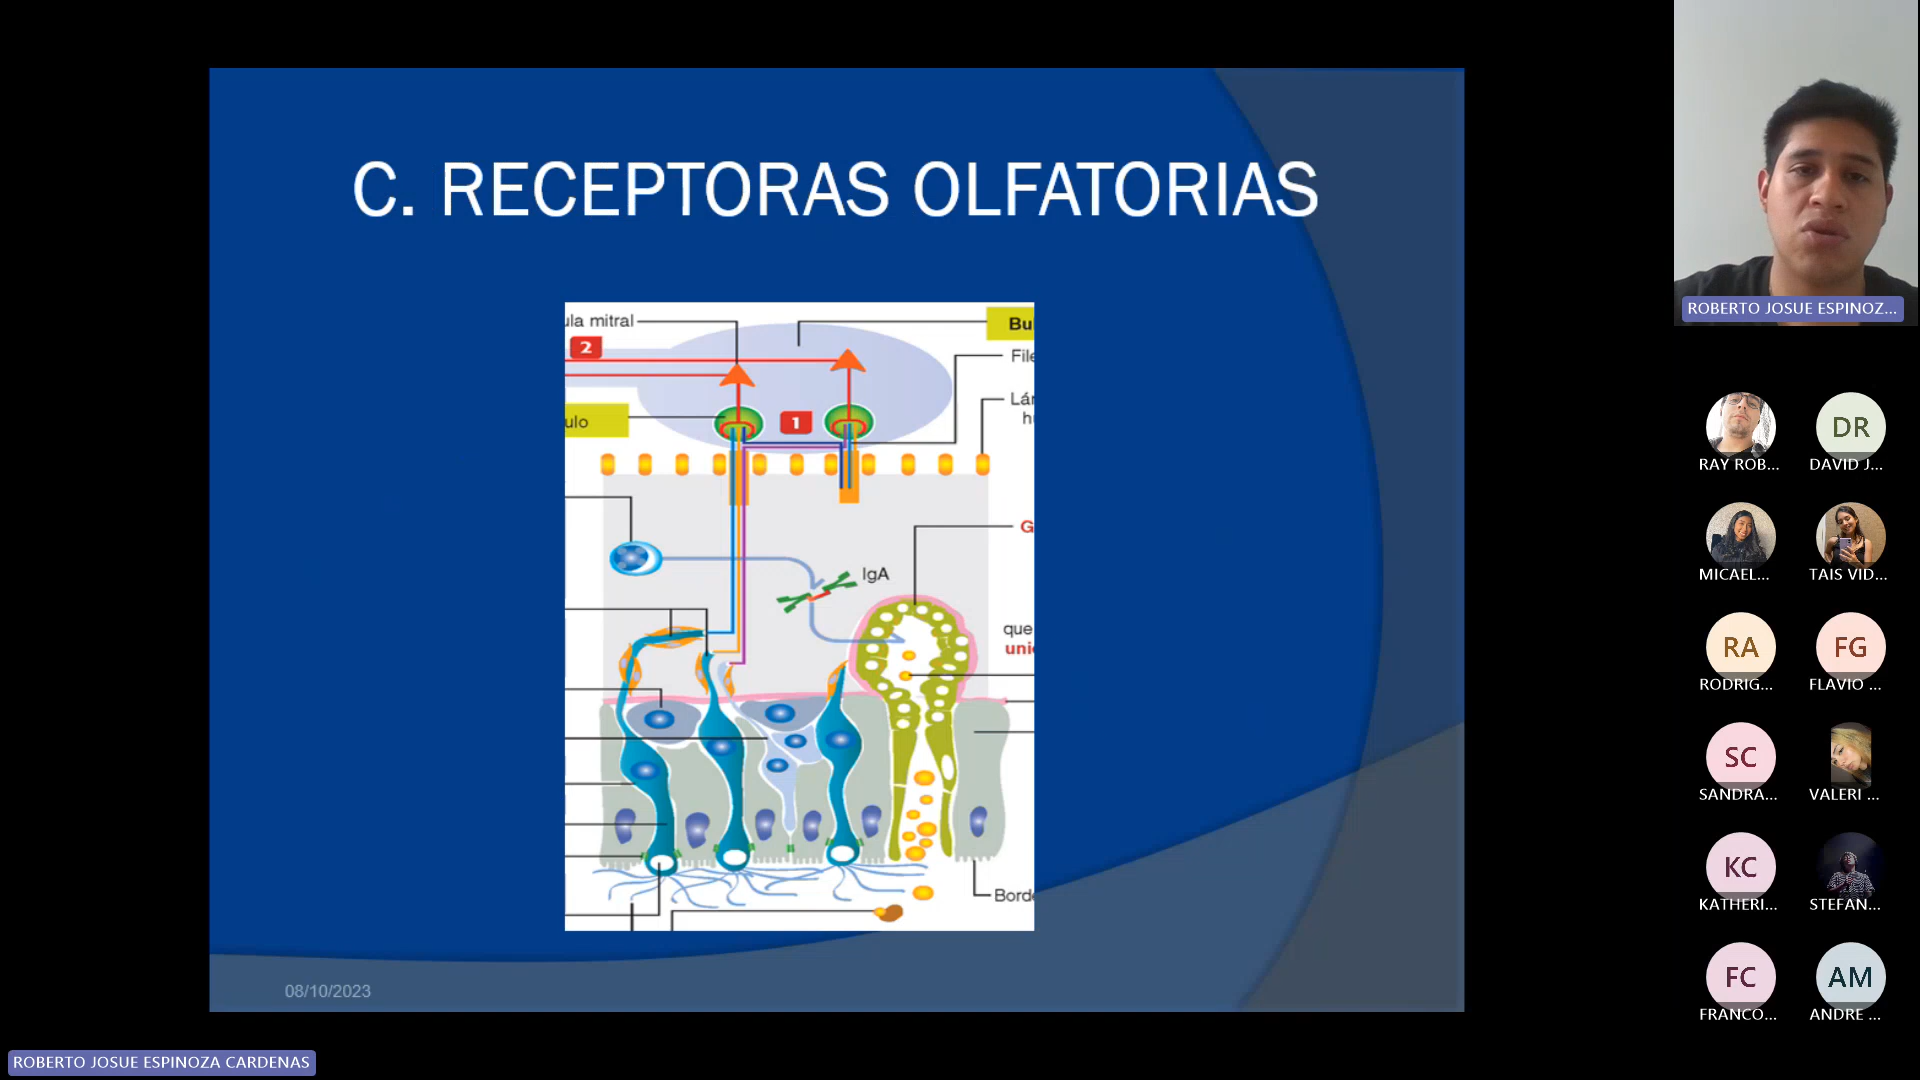 C. RECEPTORAS OLFATORIAS
ula mitral
Bu
2
File
Lár
h
ulo
1
IgA
G
que
uni
Borde
08/10/2023
ROBERTO JOSUE ESPINOZ...
RAY ROB...
DR
DAVID J...
MICAEL...
TAIS VID...
RA
RODRIG...
FG
FLAVIO ...
SC
SANDRA...
VALERI ...
KC
KATHERI...
STEFAN...
FC
FRANCO...
AM
ANDRE ...
ROBERTO JOSUE ESPINOZA CARDENAS